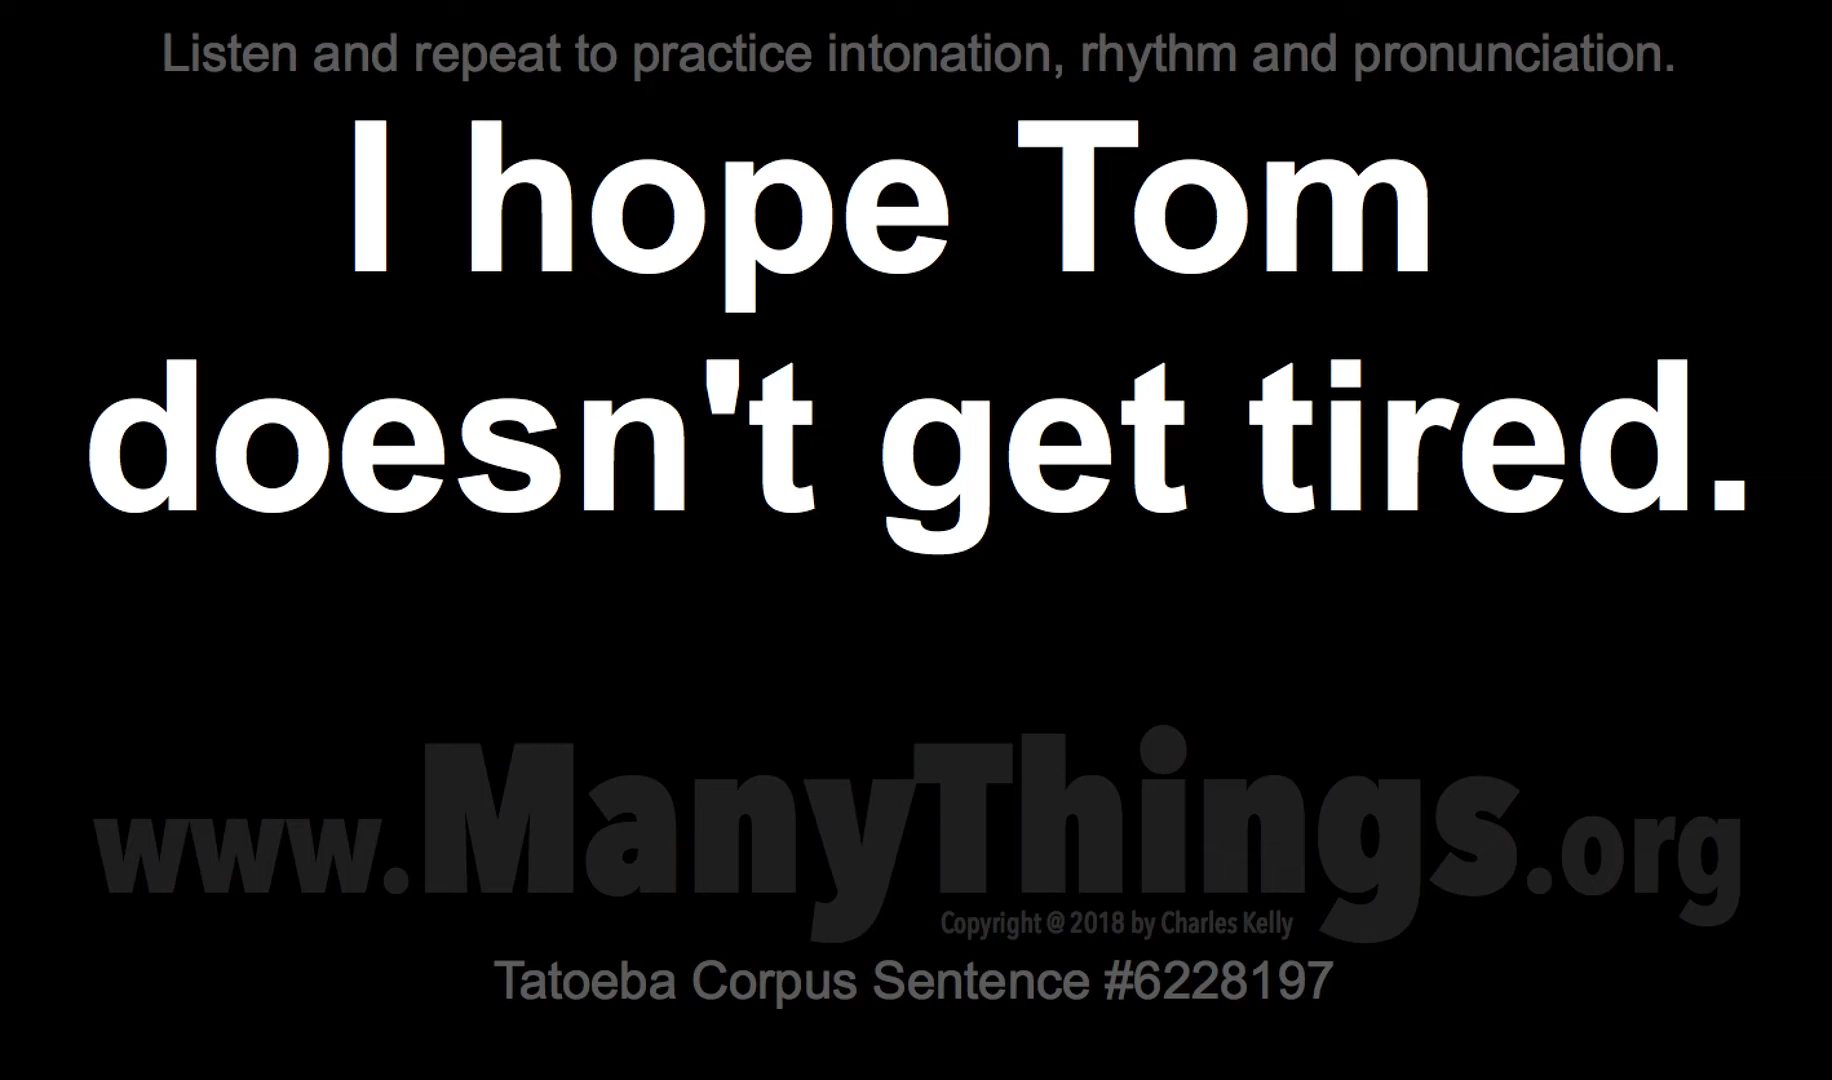 Listen and repeat to practice intonation, rhythm and pronunciation.
I hope Tom
doesn't get tired.
www.ManyThings.org
Copyright @ 2018 by Charles Kelly
Tatoeba Corpus Sentence #6228197